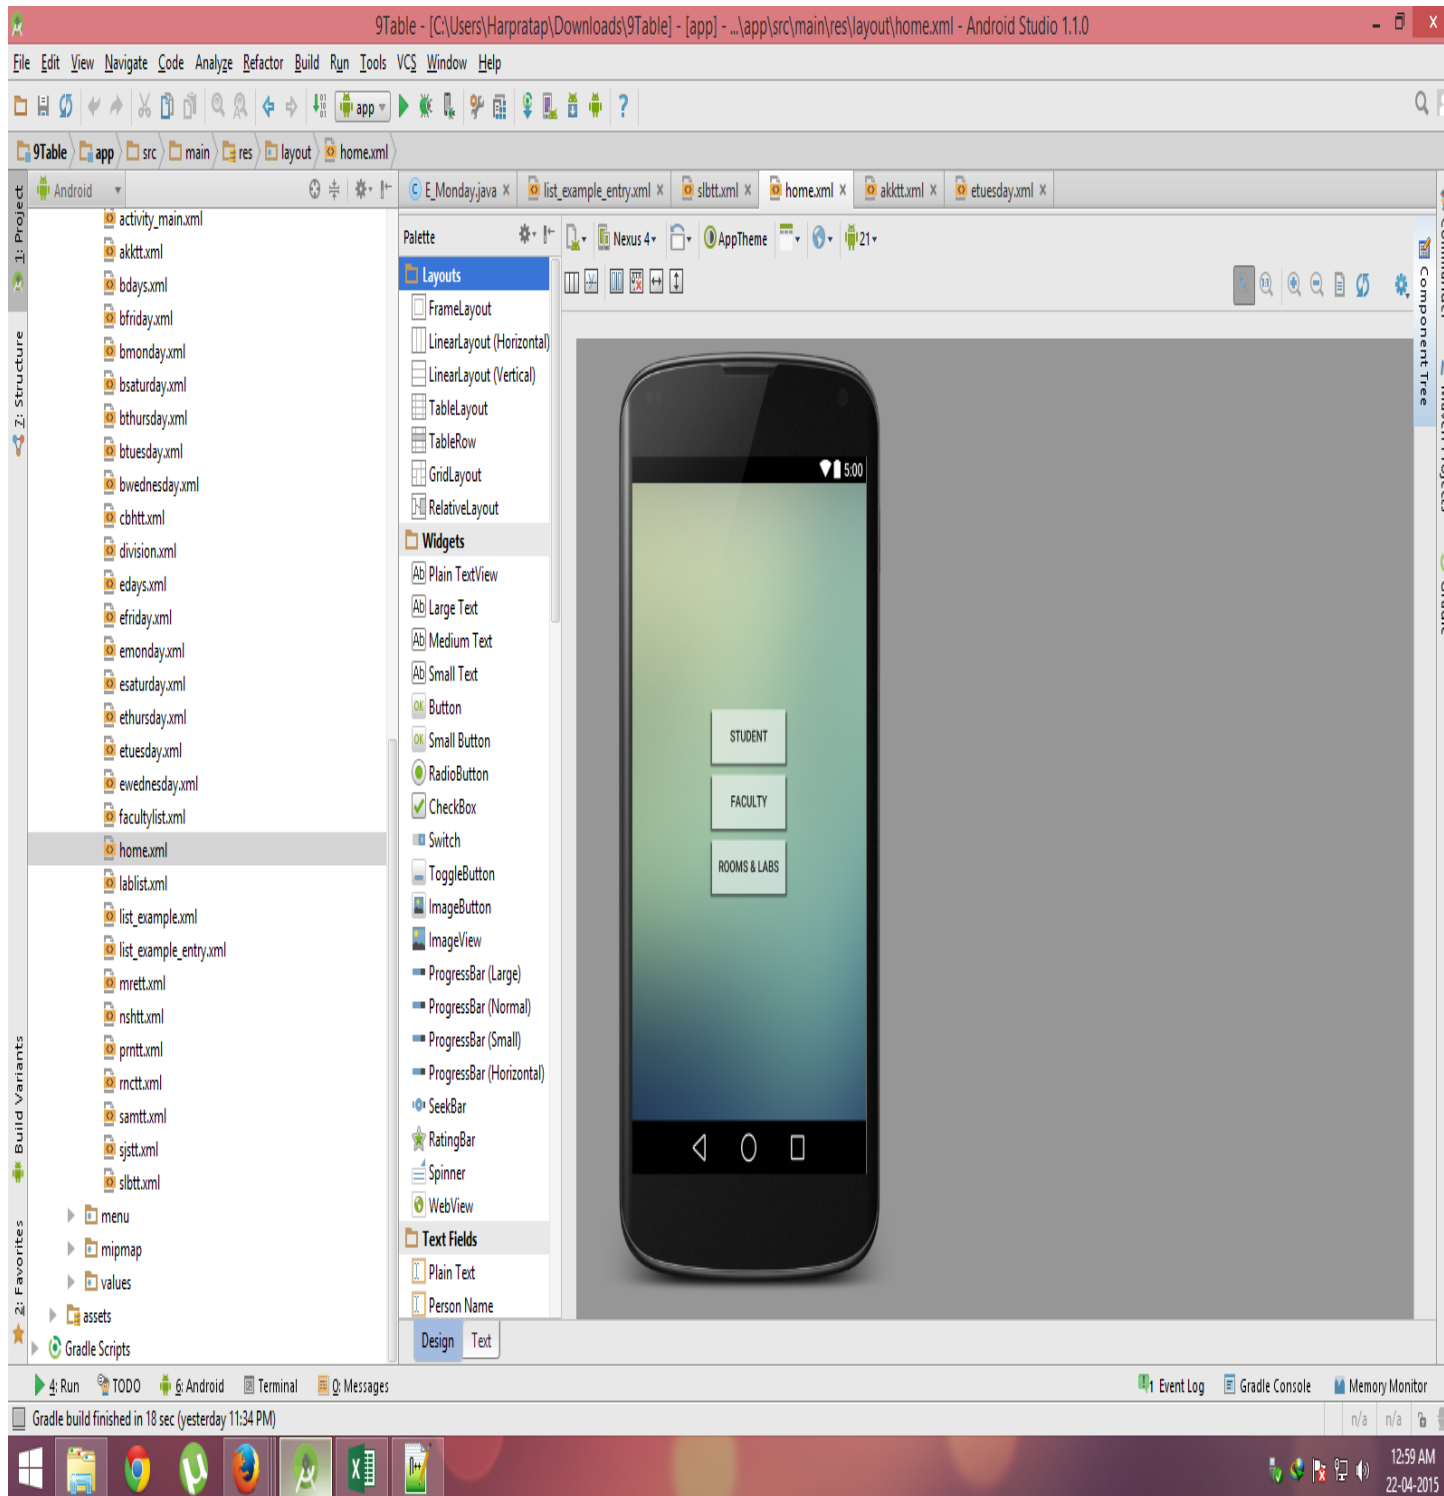 9Table - [C:\Users\Harpratap\Downloads\9Table] - [app] - ...\app\src\main\res\layout\home.xml - Android Studio 1.1.0
File Edit View Navigate Code Analyze Refactor Build Run Tools VCS Window Help
app
9Table app src main res layout home.xml
1: Project
7: Structure
Build Variants
2: Favorites
Android
activity_main.xml
akktt.xml
bdays.xml
bfriday.xml
bmonday.xml
bsaturday.xml
bthursday.xml
btuesday.xml
bwednesday.xml
cbhtt.xml
division.xml
edays.xml
efriday.xml
emonday.xml
esaturday.xml
ethursday.xml
etuesday.xml
ewednesday.xml
facultylist.xml
home.xml
lablist.xml
list_example.xml
list_example_entry.xml
mrett.xml
nshtt.xml
prntt.xml
rnctt.xml
samtt.xml
sjstt.xml
slbtt.xml
menu
mipmap
values
assets
Gradle Scripts
E_Monday.java list_example_entry.xml slbtt.xml home.xml akktt.xml etuesday.xml
Palette
Layouts
FrameLayout
LinearLayout (Horizontal)
LinearLayout (Vertical)
TableLayout
TableRow
GridLayout
RelativeLayout
Widgets
Ab Plain TextView
Ab Large Text
Ab Medium Text
Ab Small Text
OK Button
OK Small Button
RadioButton
CheckBox
Switch
ToggleButton
ImageButton
ImageView
ProgressBar (Large)
ProgressBar (Normal)
ProgressBar (Small)
ProgressBar (Horizontal)
SeekBar
RatingBar
Spinner
WebView
Text Fields
Plain Text
Person Name
Design Text
Nexus 4 AppTheme 21
1:1
5:00
STUDENT
FACULTY
ROOMS & LABS
Component Tree
4: Run TODO 6: Android Terminal 0: Messages 1 Event Log Gradle Console Memory Monitor
Gradle build finished in 18 sec (yesterday 11:34 PM) n/a n/a
12:59 AM
22-04-2015